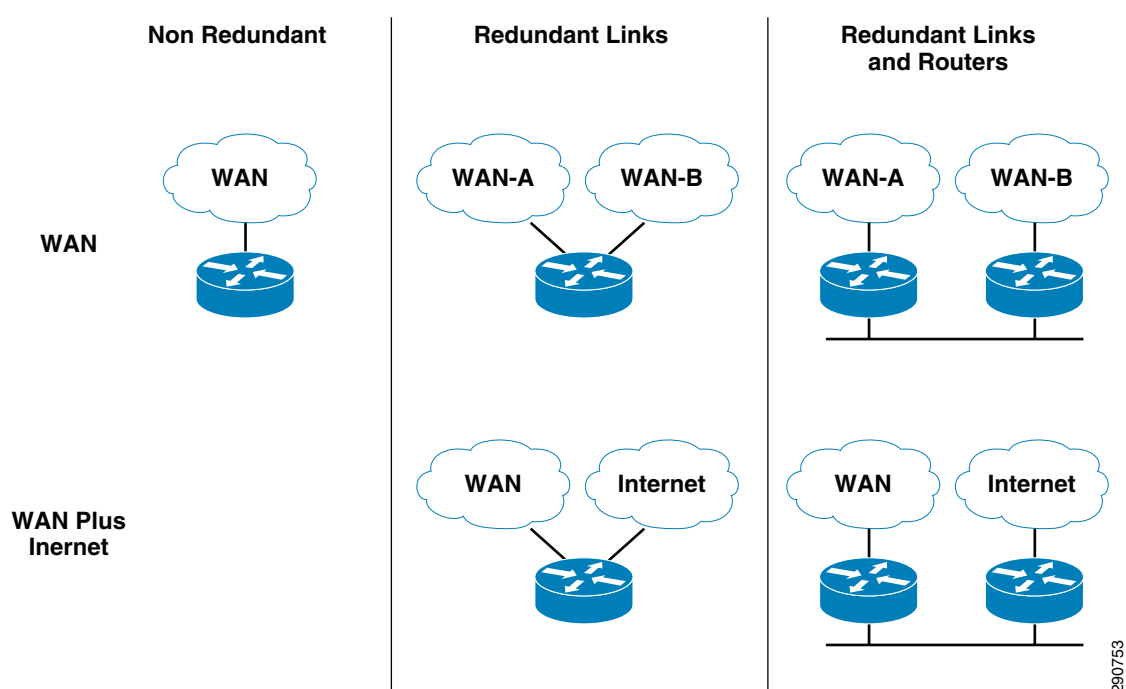 Non Redundant
Redundant Links
Redundant Links
and Routers
WAN
WAN
WAN-A
WAN-B
WAN-A
WAN-B
WAN Plus
Inernet
WAN
Internet
WAN
Internet
290753